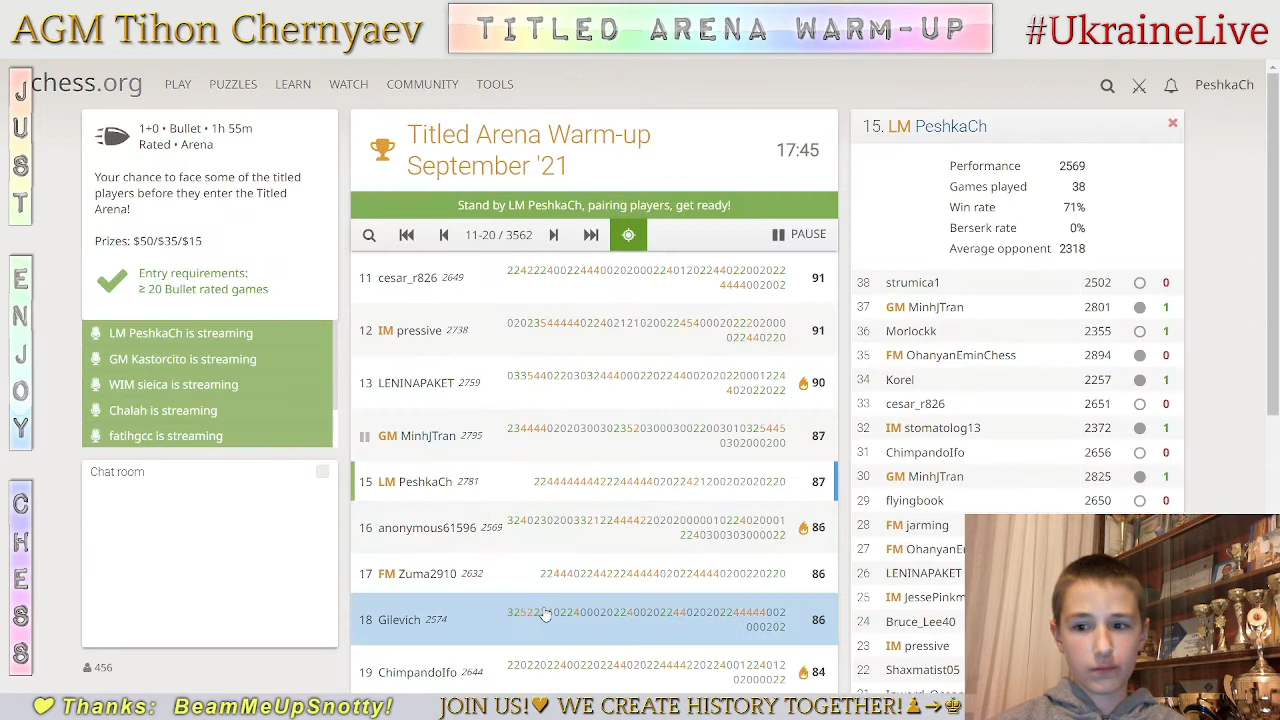 AGM Tihon Chernyaev
TITLED ARENA WARM-UP
#UkraineLive
JUST
ENJOY
CHESS
chess.org
PLAY
PUZZLES
LEARN
WATCH
COMMUNITY
TOOLS
PeshkaCh
1+0 • Bullet • 1h 55m
Rated • Arena
Your chance to face some of the titled
players before they enter the Titled
Arena!
Prizes: $50/$35/$15
Entry requirements:
≥ 20 Bullet rated games
LM PeshkaCh is streaming
GM Kastorcito is streaming
WIM sieica is streaming
Chalah is streaming
fatihgcc is streaming
Chat room
456
Titled Arena Warm-up
September '21
17:45
Stand by LM PeshkaCh, pairing players, get ready!
11-20 / 3562
PAUSE
11 cesar_r826 2649 91
12 IM pressive 2738 91
13 LENINAPAKET 2759 90
GM MinhJTran 2795 87
15 LM PeshkaCh 2781 87
16 anonymous61596 2569 86
17 FM Zuma2910 2632 86
18 Gilevich 2574 86
19 ChimpandoIfo 2644 84
15. LM PeshkaCh
Performance 2569
Games played 38
Win rate 71%
Berserk rate 0%
Average opponent 2318
38 strumica1 2502 0
37 GM MinhJTran 2801 1
36 Morlockk 2355 1
35 FM OhanyanEminChess 2894 0
34 Korel 2257 1
33 cesar_r826 2651 0
32 IM stomatolog13 2372 1
31 ChimpandoIfo 2656 0
30 GM MinhJTran 2825 1
29 flyingbook 2650 0
28 FM jarming
27 FM OhanyanEm
26 LENINAPAKET
25 IM JessePinkm
24 Bruce_Lee40
23 IM pressive
22 Shaxmatist05
Thanks: BeamMeUpSnotty!
JOIN US! WE CREATE HISTORY TOGETHER!